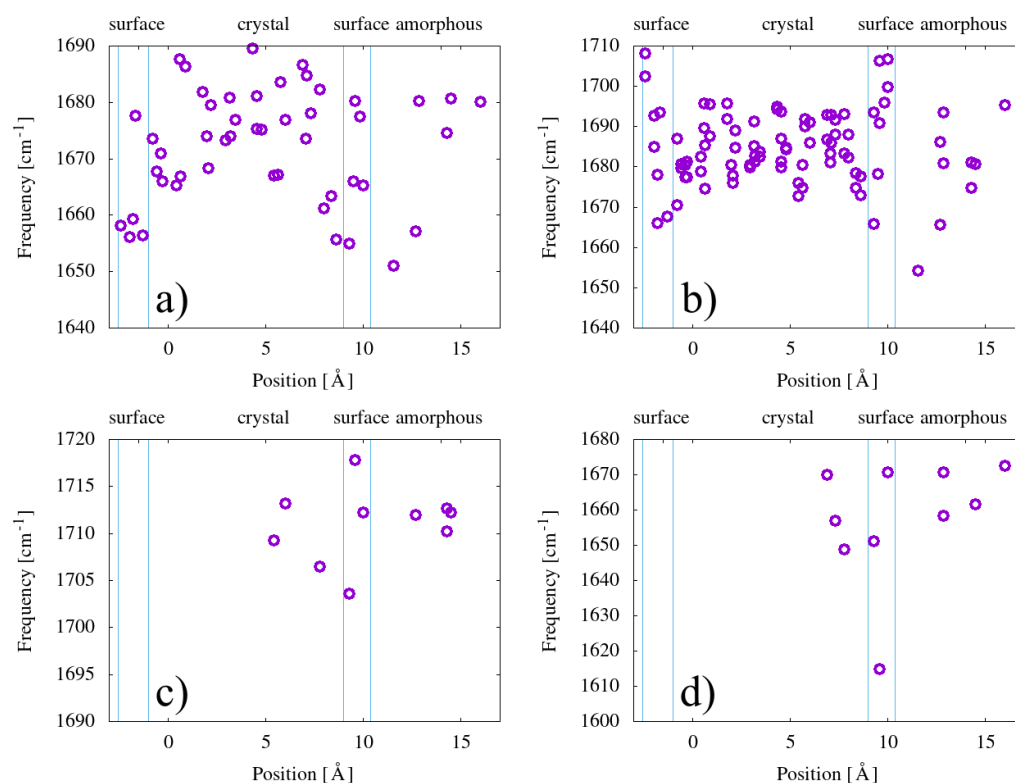 surface crystal surface amorphous
1690
1680
1670
1660
1650
1640
Frequency [cm⁻¹]
a)
0 5 10 15
Position [Å]
surface crystal surface amorphous
1710
1700
1690
1680
1670
1660
1650
1640
Frequency [cm⁻¹]
b)
0 5 10 15
Position [Å]
surface crystal surface amorphous
1720
1715
1710
1705
1700
1695
1690
Frequency [cm⁻¹]
c)
0 5 10 15
Position [Å]
surface crystal surface amorphous
1680
1670
1660
1650
1640
1630
1620
1610
1600
Frequency [cm⁻¹]
d)
0 5 10 15
Position [Å]